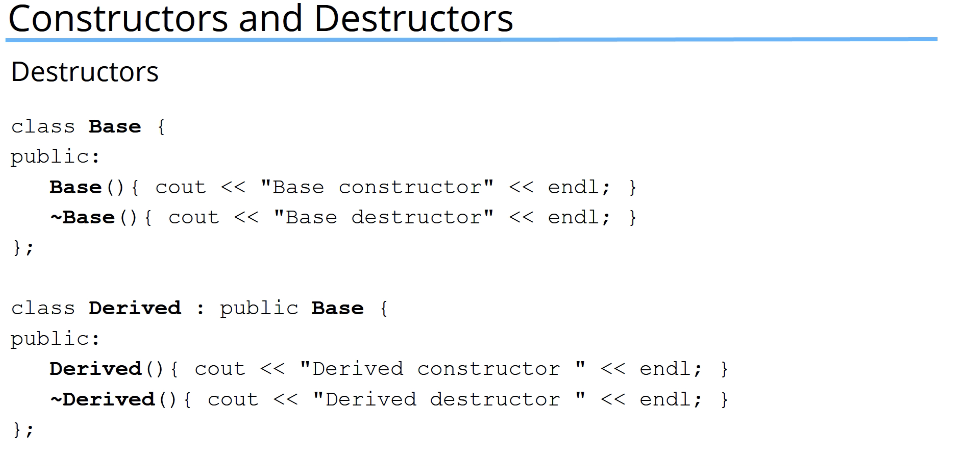 Constructors and Destructors
Destructors
class Base {
public:
Base(){ cout << "Base constructor" << endl; }
~Base(){ cout << "Base destructor" << endl; }
};
class Derived : public Base {
public:
Derived(){ cout << "Derived constructor " << endl; }
~Derived(){ cout << "Derived destructor " << endl; }
};